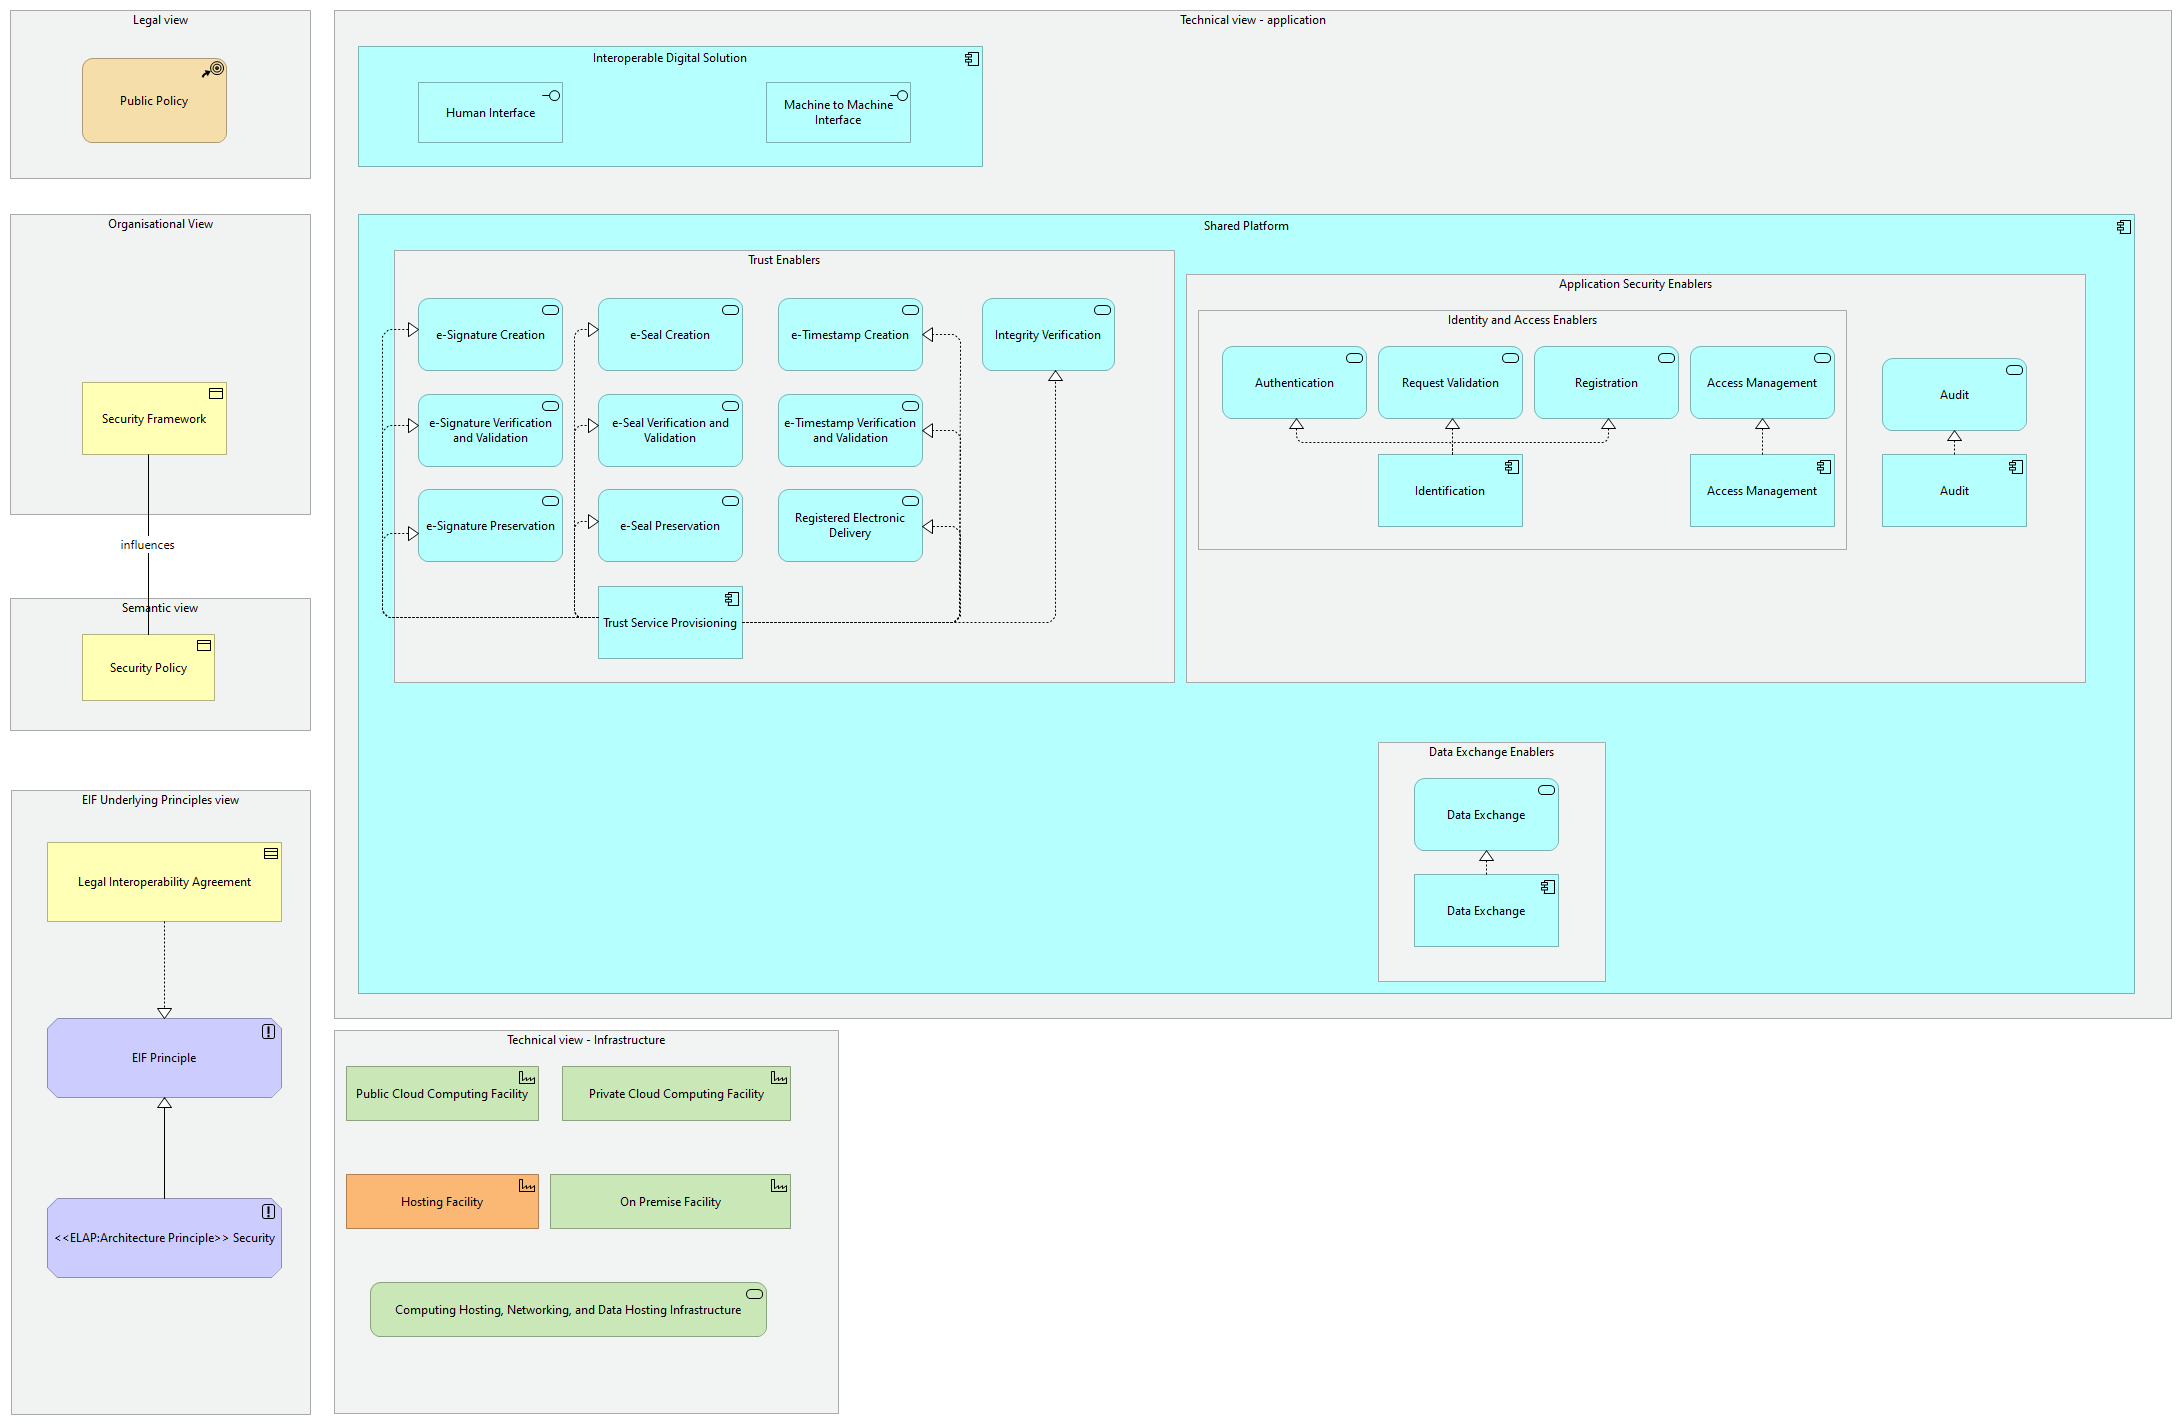 Legal view
Public Policy
Organisational View
Security Framework
influences
Semantic view
Security Policy
EIF Underlying Principles view
Legal Interoperability Agreement
EIF Principle
<<ELAP:Architecture Principle>> Security
Technical view - application
Interoperable Digital Solution
Human Interface
Machine to Machine
Interface
Shared Platform
Trust Enablers
e-Signature Creation
e-Seal Creation
e-Timestamp Creation
Integrity Verification
e-Signature Verification
and Validation
e-Seal Verification and
Validation
e-Timestamp Verification
and Validation
e-Signature Preservation
e-Seal Preservation
Registered Electronic
Delivery
Trust Service Provisioning
Application Security Enablers
Identity and Access Enablers
Authentication
Request Validation
Registration
Access Management
Audit
Identification
Access Management
Audit
Data Exchange Enablers
Data Exchange
Data Exchange
Technical view - Infrastructure
Public Cloud Computing Facility
Private Cloud Computing Facility
Hosting Facility
On Premise Facility
Computing Hosting, Networking, and Data Hosting Infrastructure